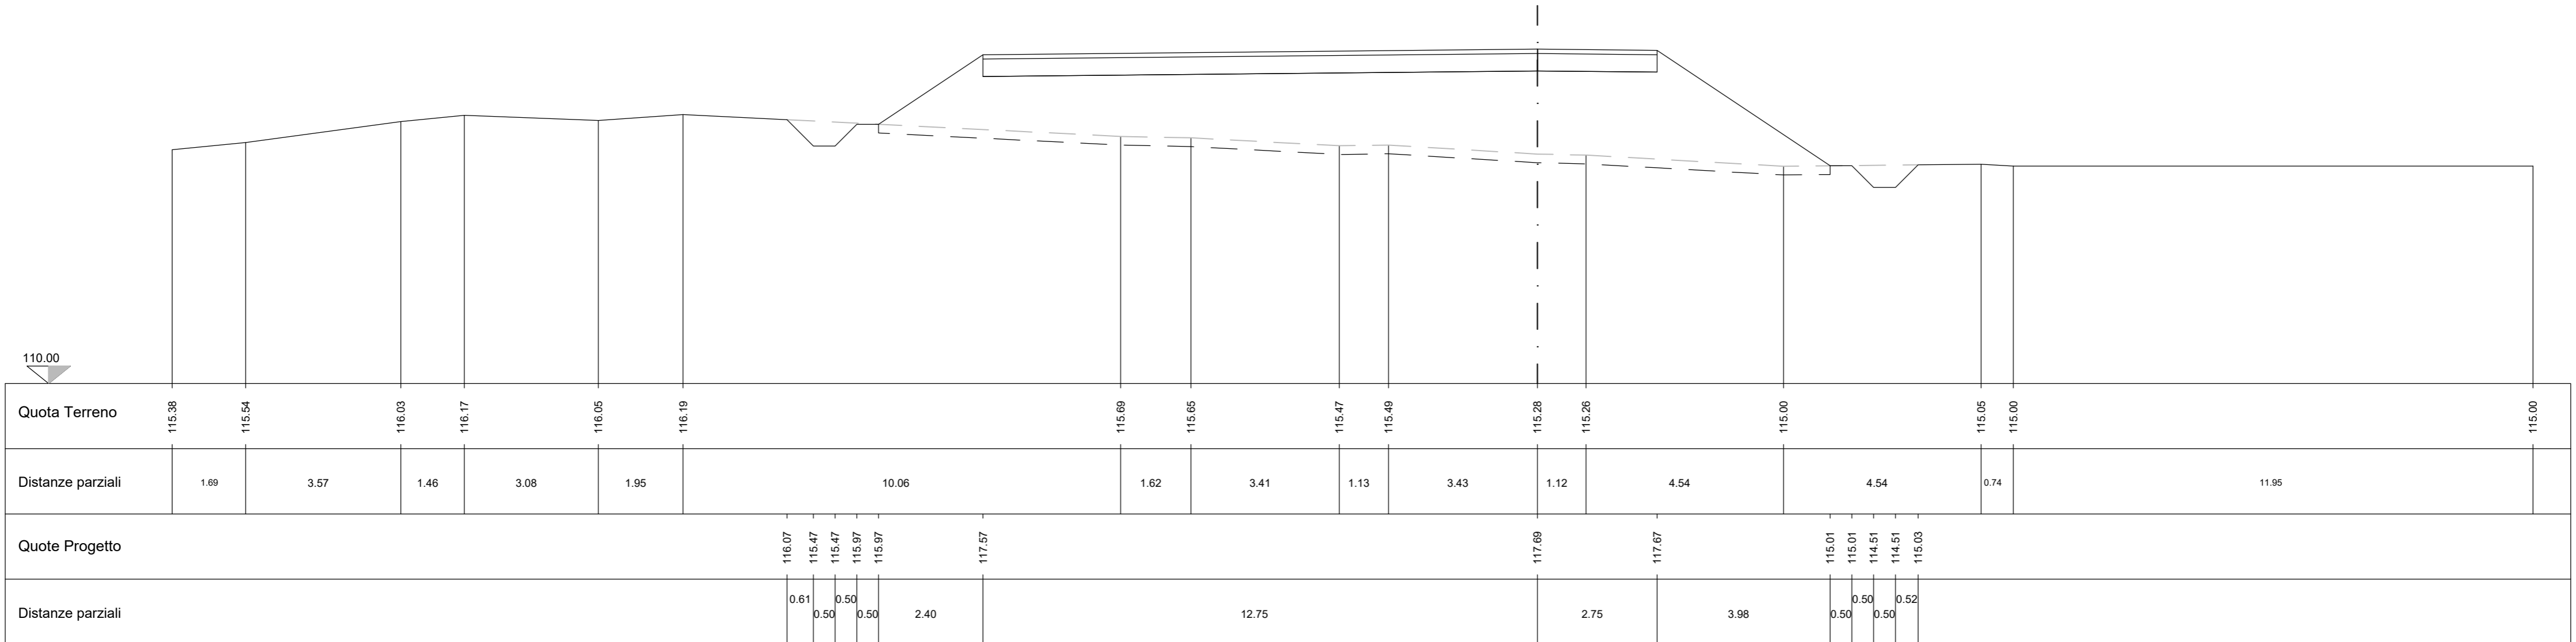 110.00
Quota Terreno 115.38 115.54 116.03 116.17 116.05 116.19 115.69 115.65 115.47 115.49 115.28 115.26 115.00 115.05 115.00 115.00
Distanze parziali 1.69 3.57 1.46 3.08 1.95 10.06 1.62 3.41 1.13 3.43 1.12 4.54 4.54 0.74 11.95
Quote Progetto 116.07 115.47 115.47 115.97 115.97 117.57 117.69 117.67 115.01 115.01 114.51 114.51 115.03
Distanze parziali 0.61 0.50 0.50 0.50 2.40 12.75 2.75 3.98 0.50 0.50 0.50 0.52